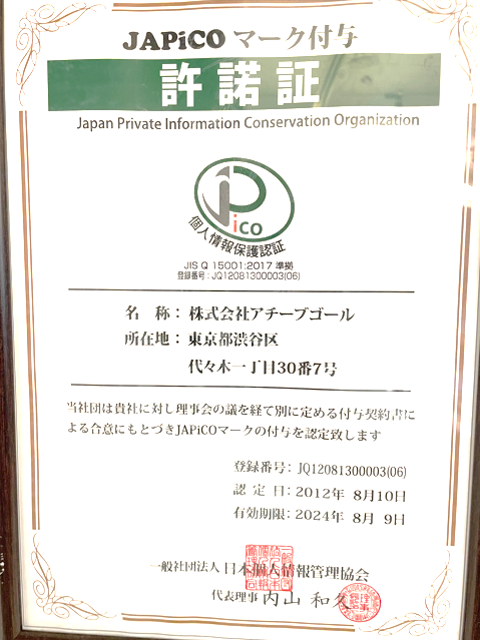 JAPiCO マーク付与
許諾証
Japan Private Information Conservation Organization
Pico
個人情報保護認証
JIS Q 15001:2017 準拠
登録番号:JQ12081300003(06)
名 称: 株式会社アチーブゴール
所在地: 東京都渋谷区
代々木一丁目30番7号
当社団は貴社に対し理事会の議を経て別に定める付与契約書に
よる合意にもとづきJAPiCOマークの付与を認定致します
登録番号: JQ12081300003(06)
認 定 日: 2012年 8月10日
有効期限: 2024年 8月 9日
一般社団法人 日本個人情報管理協会
代表理事 内山 和久